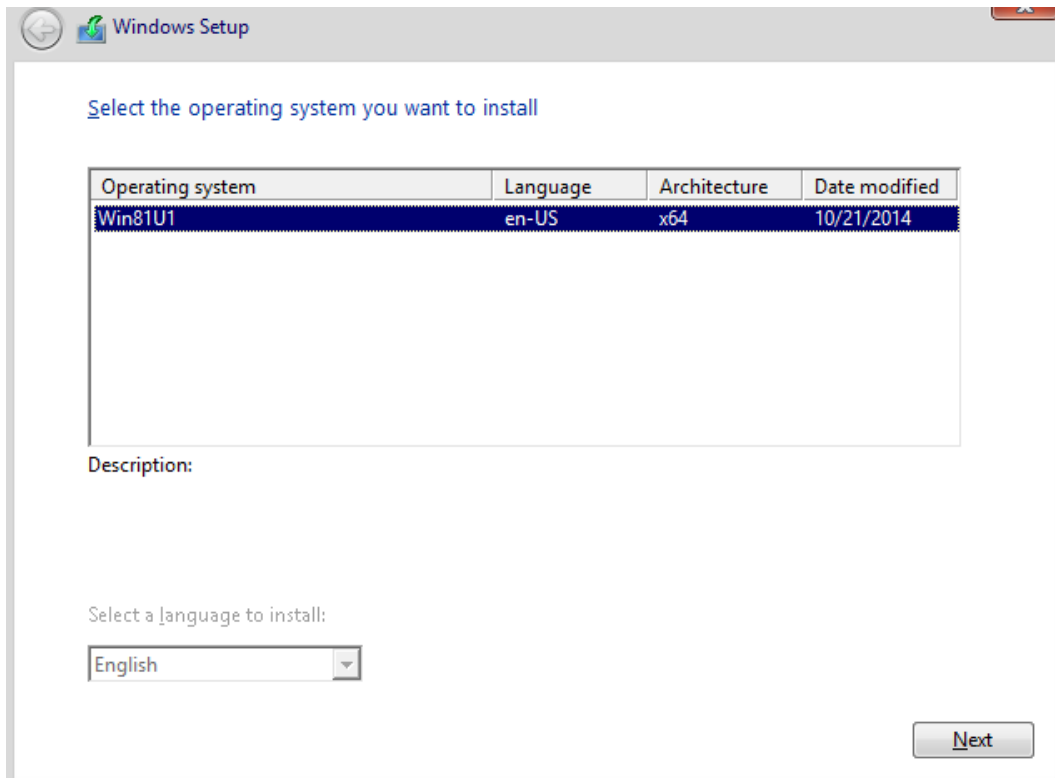 Windows Setup
Select the operating system you want to install
Operating system Language Architecture Date modified
Win81U1 en-US x64 10/21/2014
Description:
Select a language to install:
English
Next